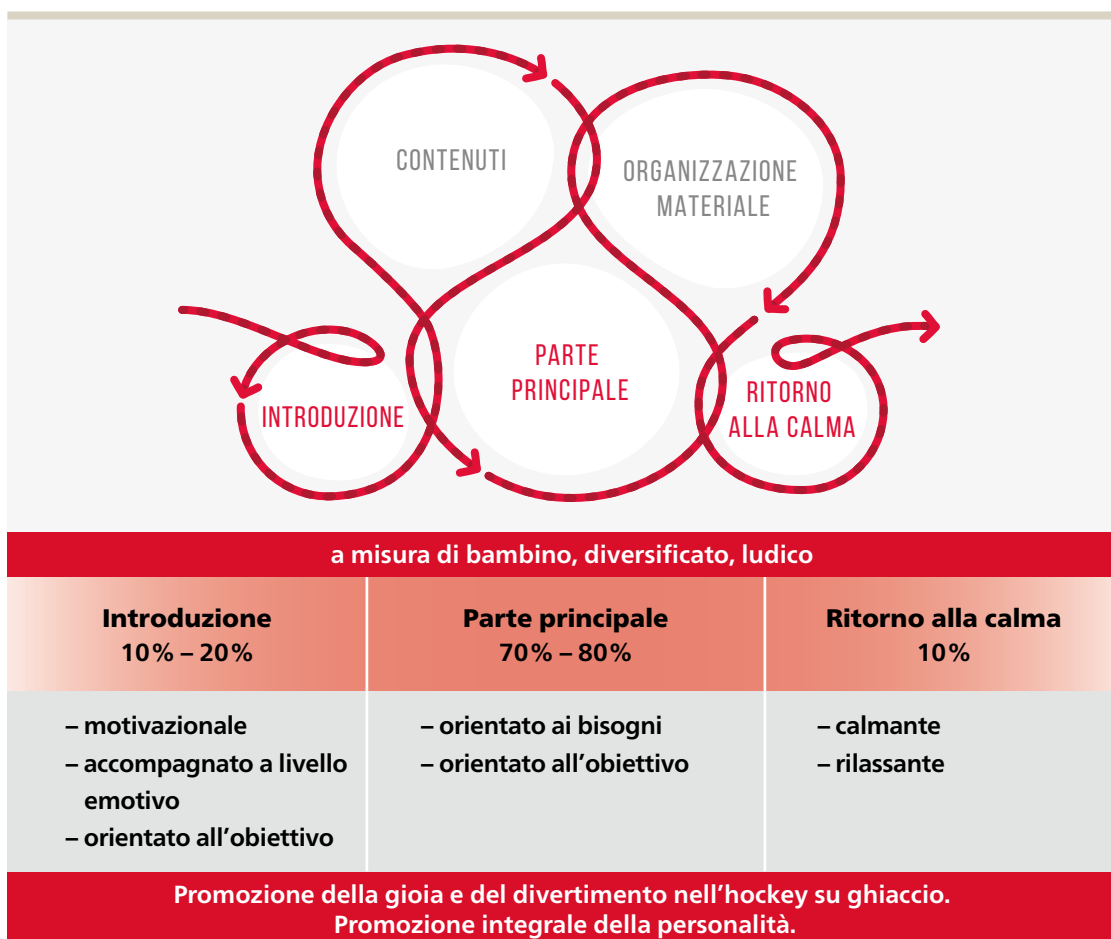 CONTENUTI
ORGANIZZAZIONE
MATERIALE
PARTE
PRINCIPALE
INTRODUZIONE
RITORNO
ALLA CALMA
a misura di bambino, diversificato, ludico
Introduzione
10% – 20%
Parte principale
70% – 80%
Ritorno alla calma
10%
– motivazionale
– accompagnato a livello
emotivo
– orientato all'obiettivo
– orientato ai bisogni
– orientato all'obiettivo
– calmante
– rilassante
Promozione della gioia e del divertimento nell'hockey su ghiaccio.
Promozione integrale della personalità.